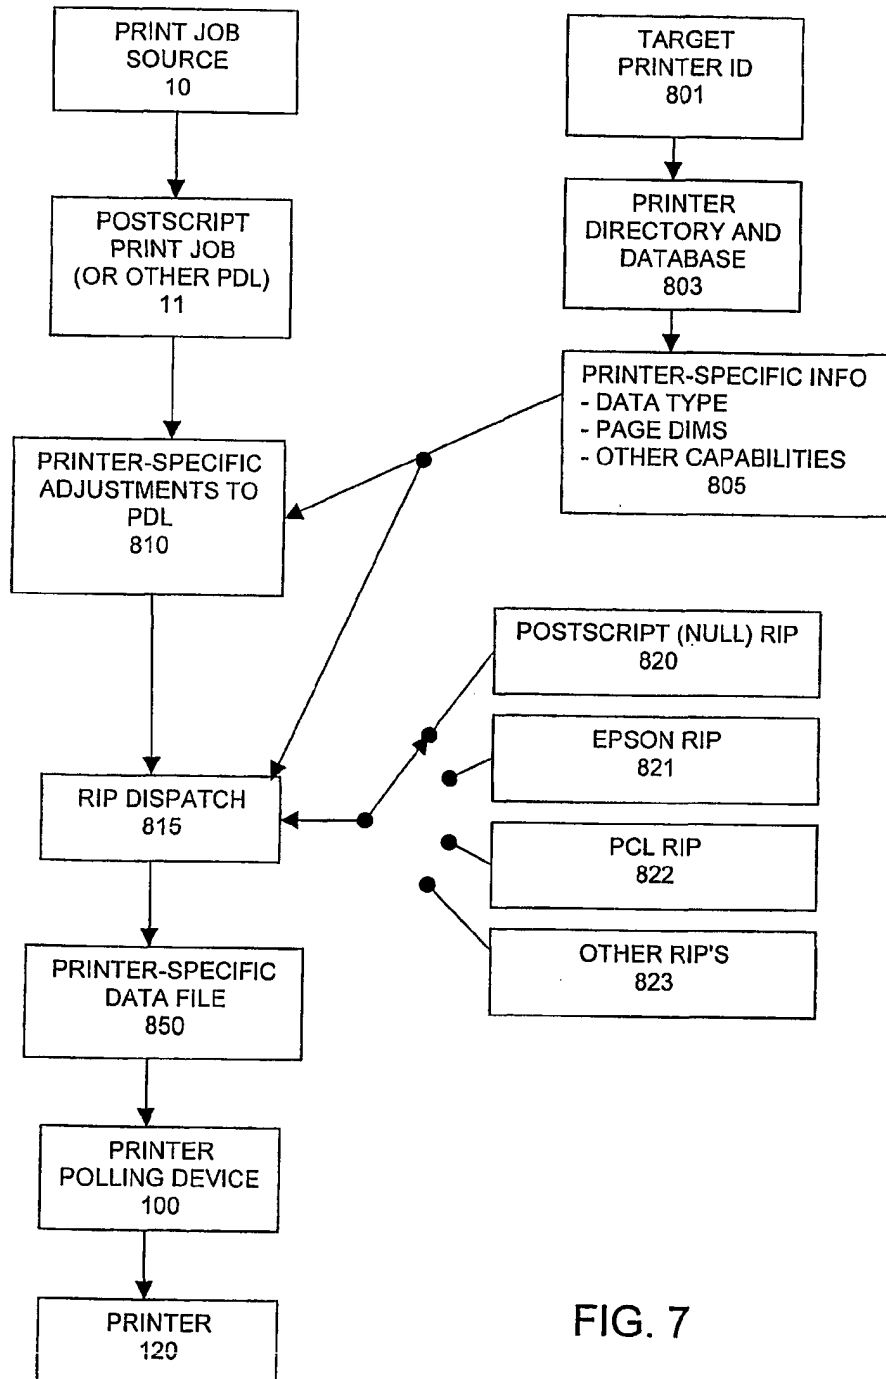 PRINT JOB
SOURCE
10
TARGET
PRINTER ID
801
POSTSCRIPT
PRINT JOB
(OR OTHER PDL)
11
PRINTER
DIRECTORY AND
DATABASE
803
PRINTER-SPECIFIC INFO
- DATA TYPE
- PAGE DIMS
- OTHER CAPABILITIES
805
PRINTER-SPECIFIC
ADJUSTMENTS TO
PDL
810
POSTSCRIPT (NULL) RIP
820
EPSON RIP
821
RIP DISPATCH
815
PCL RIP
822
OTHER RIP'S
823
PRINTER-SPECIFIC
DATA FILE
850
PRINTER
POLLING DEVICE
100
PRINTER
120
FIG. 7